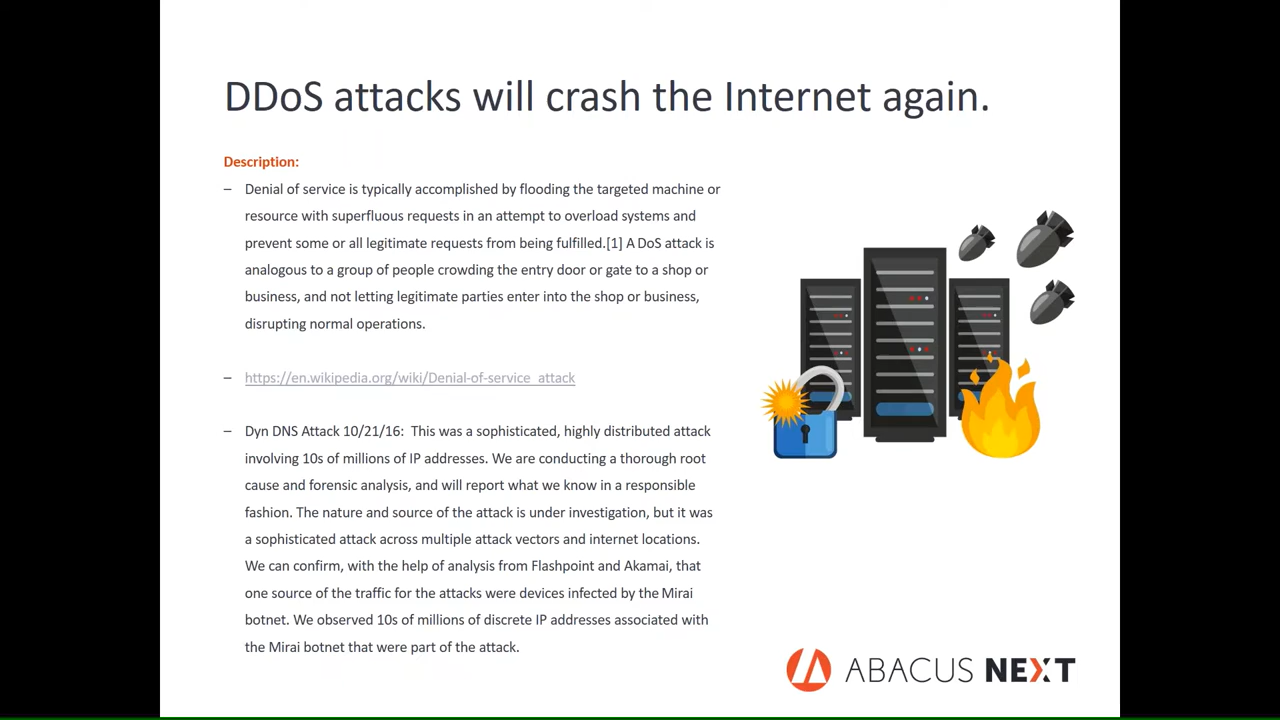 DDoS attacks will crash the Internet again.
Description:
– Denial of service is typically accomplished by flooding the targeted machine or
resource with superfluous requests in an attempt to overload systems and
prevent some or all legitimate requests from being fulfilled.[1] A DoS attack is
analogous to a group of people crowding the entry door or gate to a shop or
business, and not letting legitimate parties enter into the shop or business,
disrupting normal operations.
– https://en.wikipedia.org/wiki/Denial-of-service_attack
– Dyn DNS Attack 10/21/16: This was a sophisticated, highly distributed attack
involving 10s of millions of IP addresses. We are conducting a thorough root
cause and forensic analysis, and will report what we know in a responsible
fashion. The nature and source of the attack is under investigation, but it was
a sophisticated attack across multiple attack vectors and internet locations.
We can confirm, with the help of analysis from Flashpoint and Akamai, that
one source of the traffic for the attacks were devices infected by the Mirai
botnet. We observed 10s of millions of discrete IP addresses associated with
the Mirai botnet that were part of the attack.
ABACUS NEXT